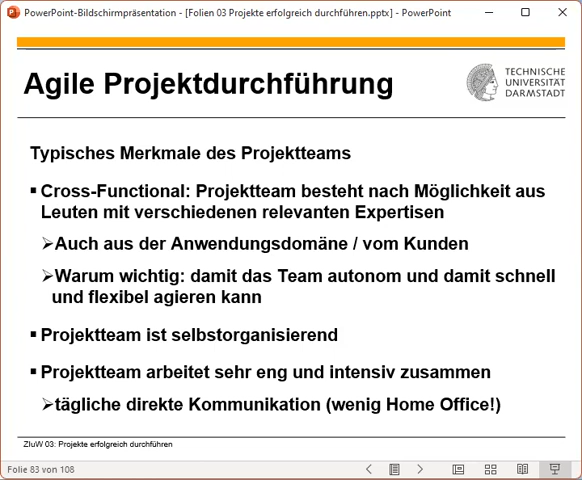 PowerPoint-Bildschirmpräsentation - [Folien 03 Projekte erfolgreich durchführen.pptx] - PowerPoint
Agile Projektdurchführung
TECHNISCHE
UNIVERSITÄT
DARMSTADT
Typisches Merkmale des Projektteams
▪ Cross-Functional: Projektteam besteht nach Möglichkeit aus
Leuten mit verschiedenen relevanten Expertisen
➢Auch aus der Anwendungsdomäne / vom Kunden
➢Warum wichtig: damit das Team autonom und damit schnell
und flexibel agieren kann
▪ Projektteam ist selbstorganisierend
▪ Projektteam arbeitet sehr eng und intensiv zusammen
➢tägliche direkte Kommunikation (wenig Home Office!)
ZIuW 03: Projekte erfolgreich durchführen
Folie 83 von 108